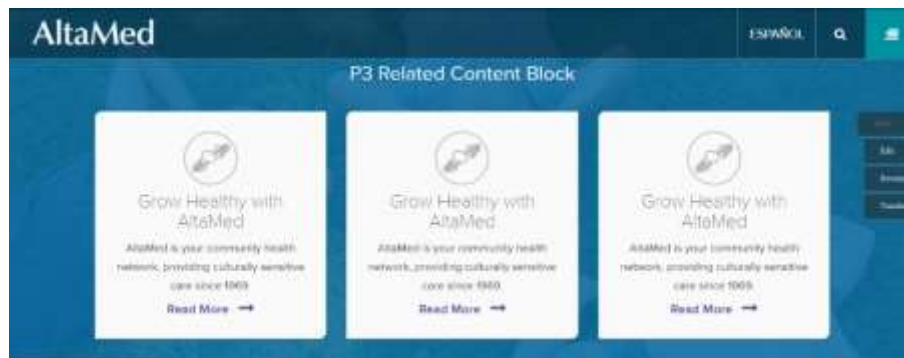 AltaMed
ESPAÑOL
P3 Related Content Block
Grow Healthy with
AltaMed
AltaMed is your community health
network, providing culturally sensitive
care since 1969.
Read More
Grow Healthy with
AltaMed
AltaMed is your community health
network, providing culturally sensitive
care since 1969.
Read More
Grow Healthy with
AltaMed
AltaMed is your community health
network, providing culturally sensitive
care since 1969.
Read More